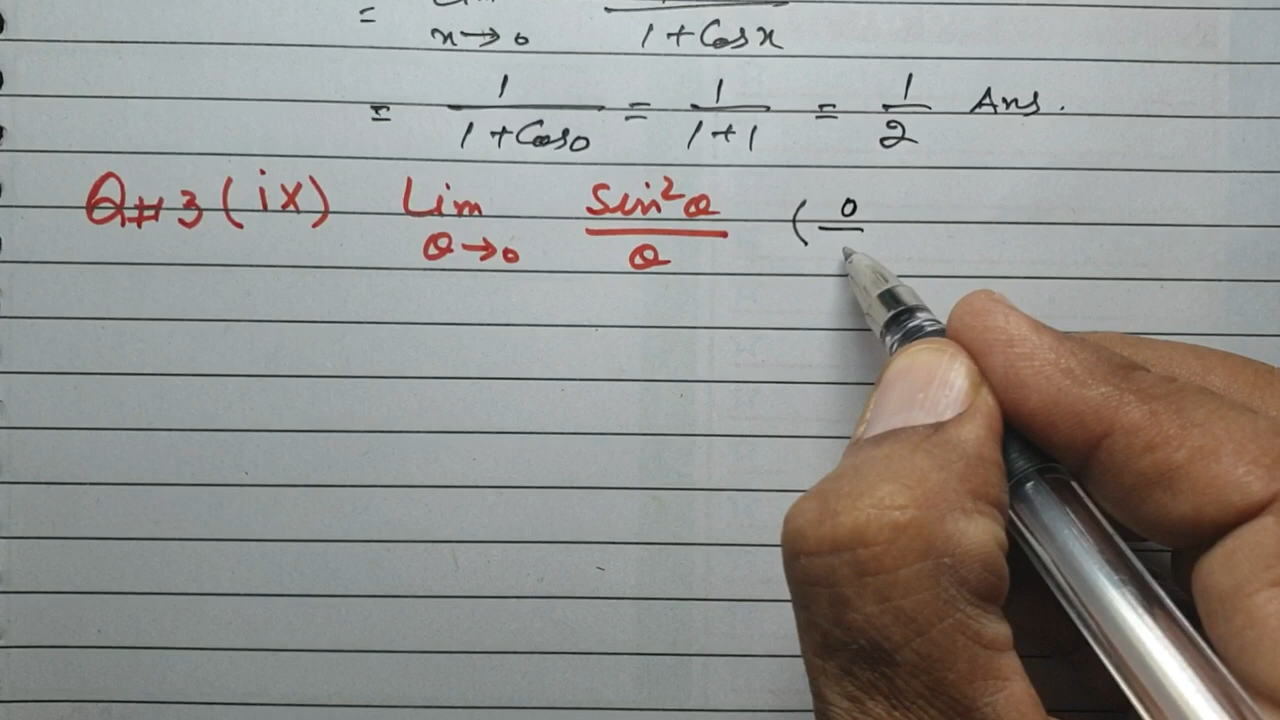 =
x→0 1+Cosx
= 1/1+Cos0 = 1/1+1 = 1/2 Ans.
Q#3(ix) Lim θ→0 Sin²θ/θ (0/